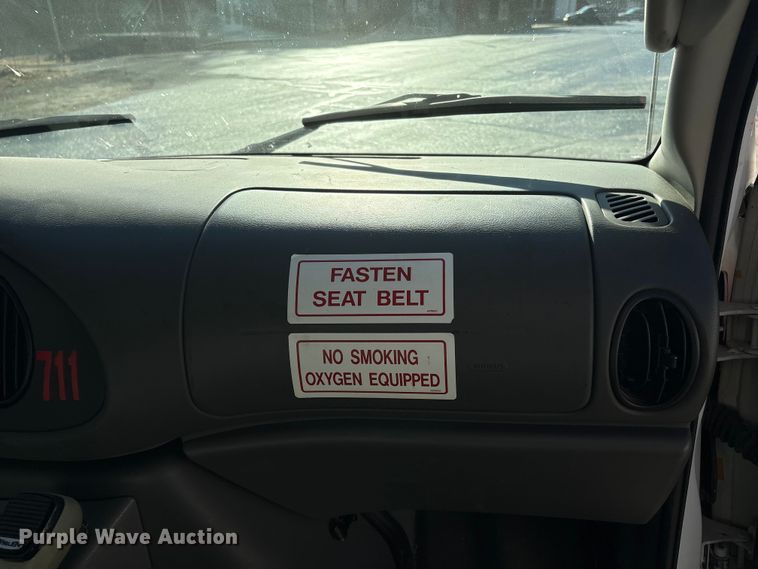 FASTEN
SEAT BELT
NO SMOKING
OXYGEN EQUIPPED
711
Purple Wave Auction